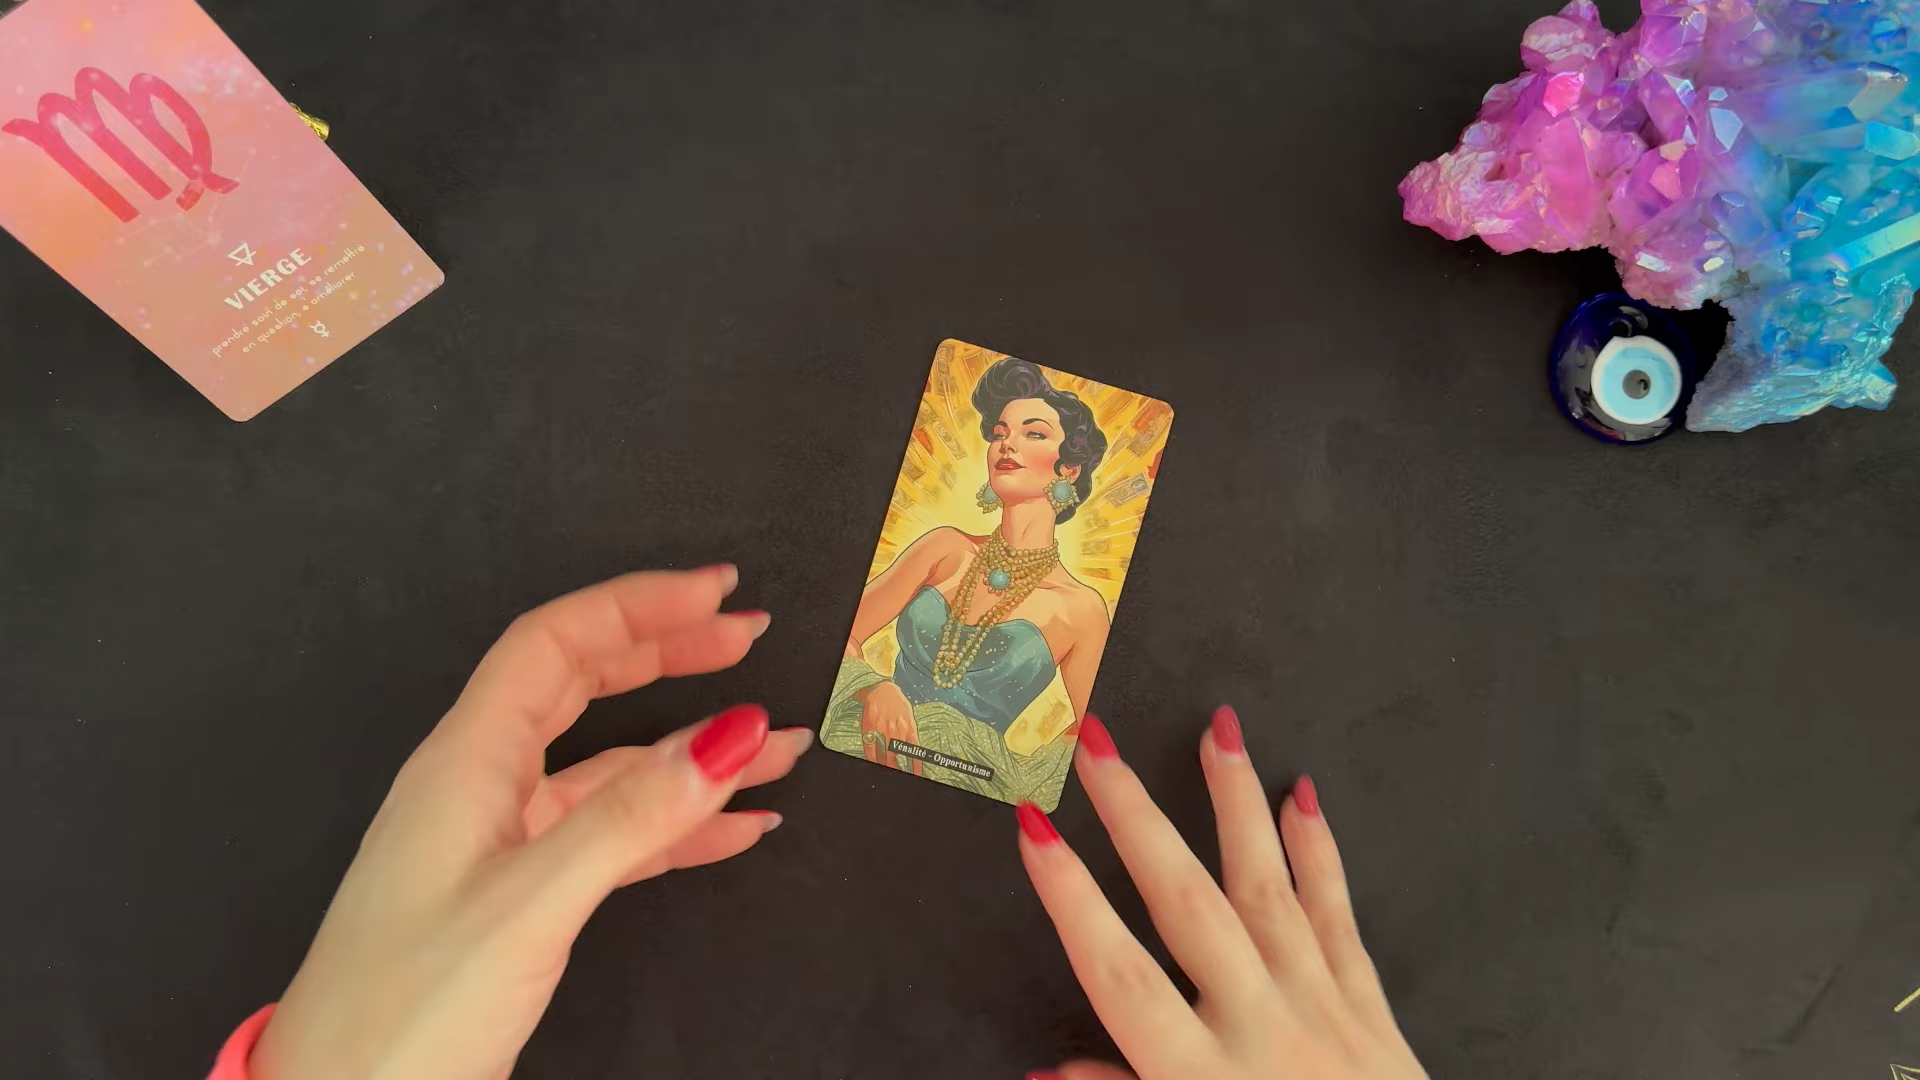 VIERGE
prendre soin de soi, se remettre
en question, s'améliorer
Vénalité - Opportunisme